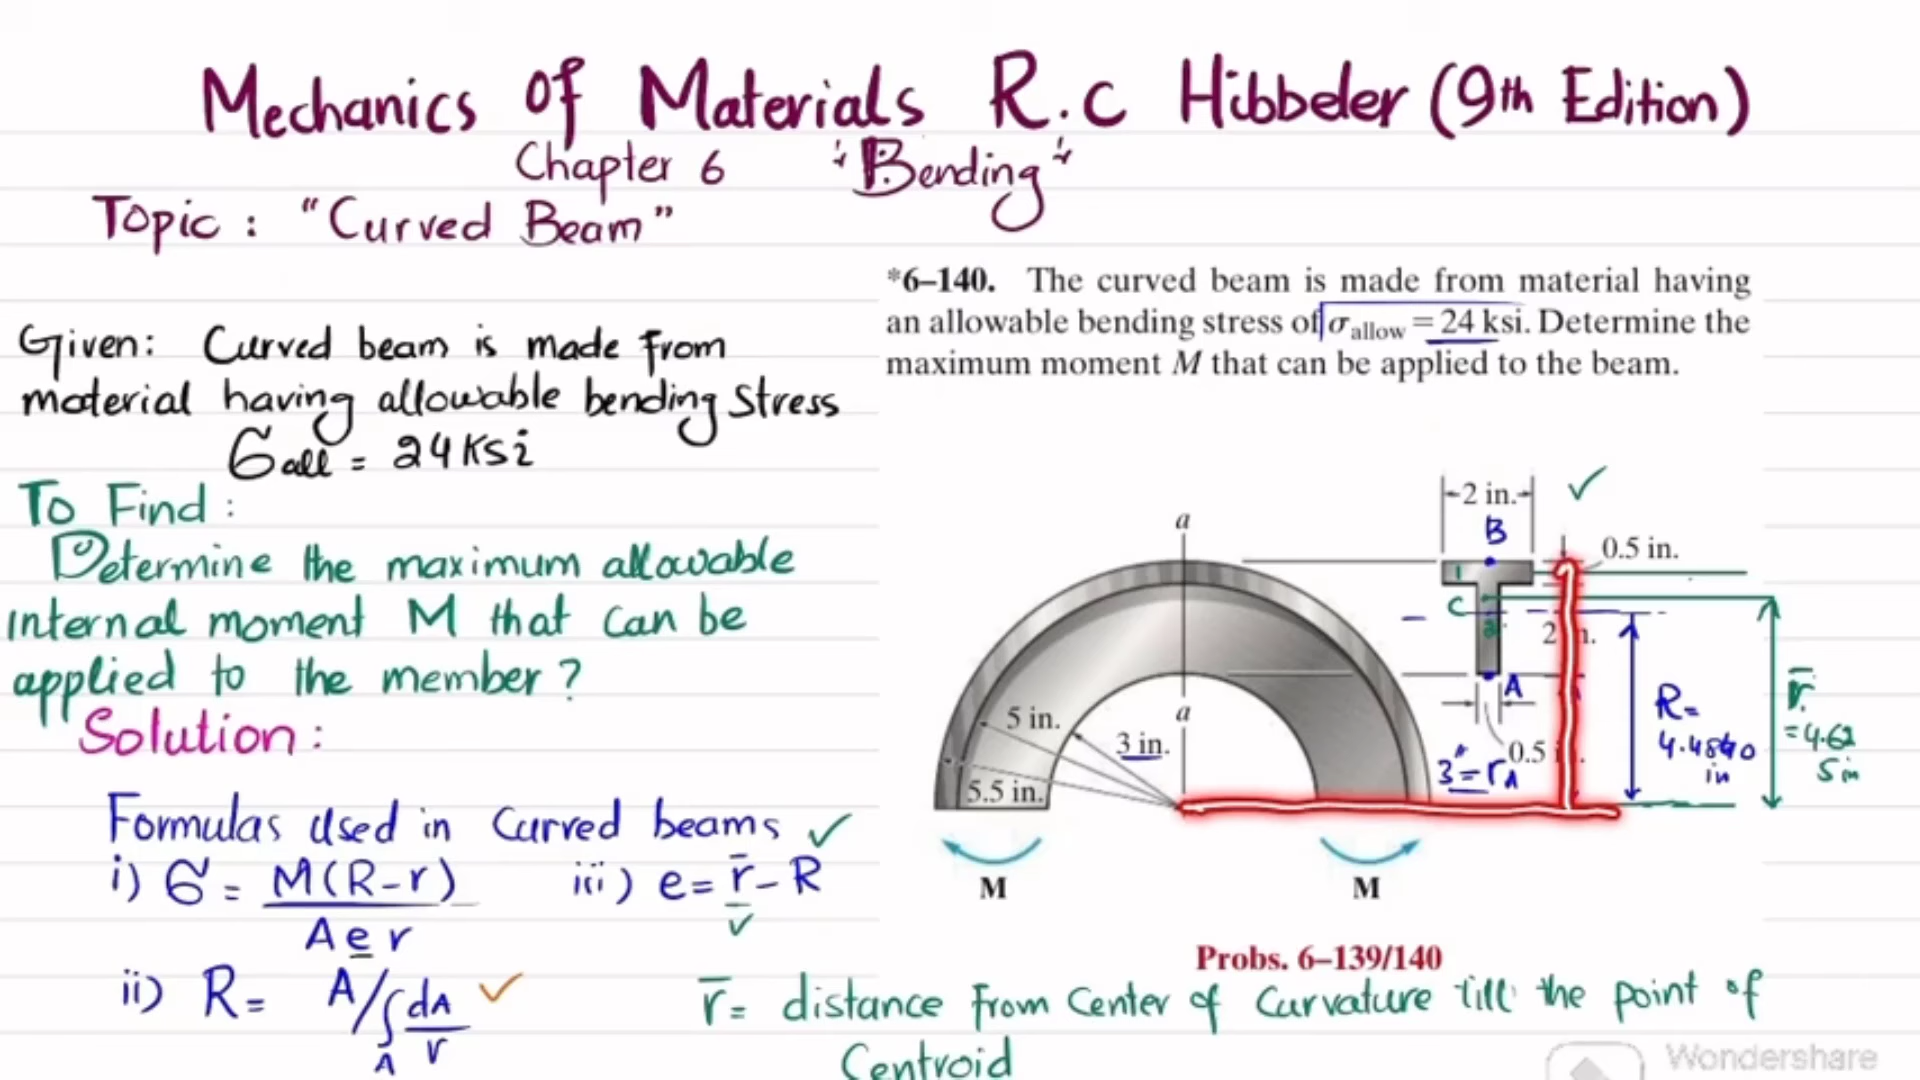 Mechanics Of Materials R.C Hibbeler (9th Edition)
Chapter 6 "Bending"
Topic : "Curved Beam"
*6–140. The curved beam is made from material having
an allowable bending stress of σallow = 24 ksi. Determine the
maximum moment M that can be applied to the beam.
Given: Curved beam is made from
material having allowable bending Stress
σall = 24 Ksi
To Find :
Determine the maximum allowable
internal moment M that can be
applied to the member ?
Solution :
Formulas used in Curved beams ✓
i) σ = M(R-r) / A e r
iii) e = r̄ - R
✓
ii) R = A / ∫A dA / r ✓
2 in. ✓
B
0.5 in.
1
C
2
A
a
a
5 in.
3 in.
5.5 in.
3" = rA
0.5
R =
4.4840
in
r̄
= 4.62
5 in
M
M
Probs. 6–139/140
r̄ = distance from Center of Curvature till the point of
Centroid
Wondershare